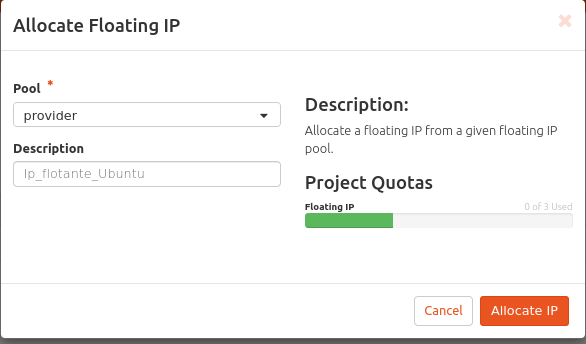 Allocate Floating IP
Pool *
provider
Description
Ip_flotante_Ubuntu
Description:
Allocate a floating IP from a given floating IP
pool.
Project Quotas
Floating IP
0 of 3 Used
Cancel
Allocate IP